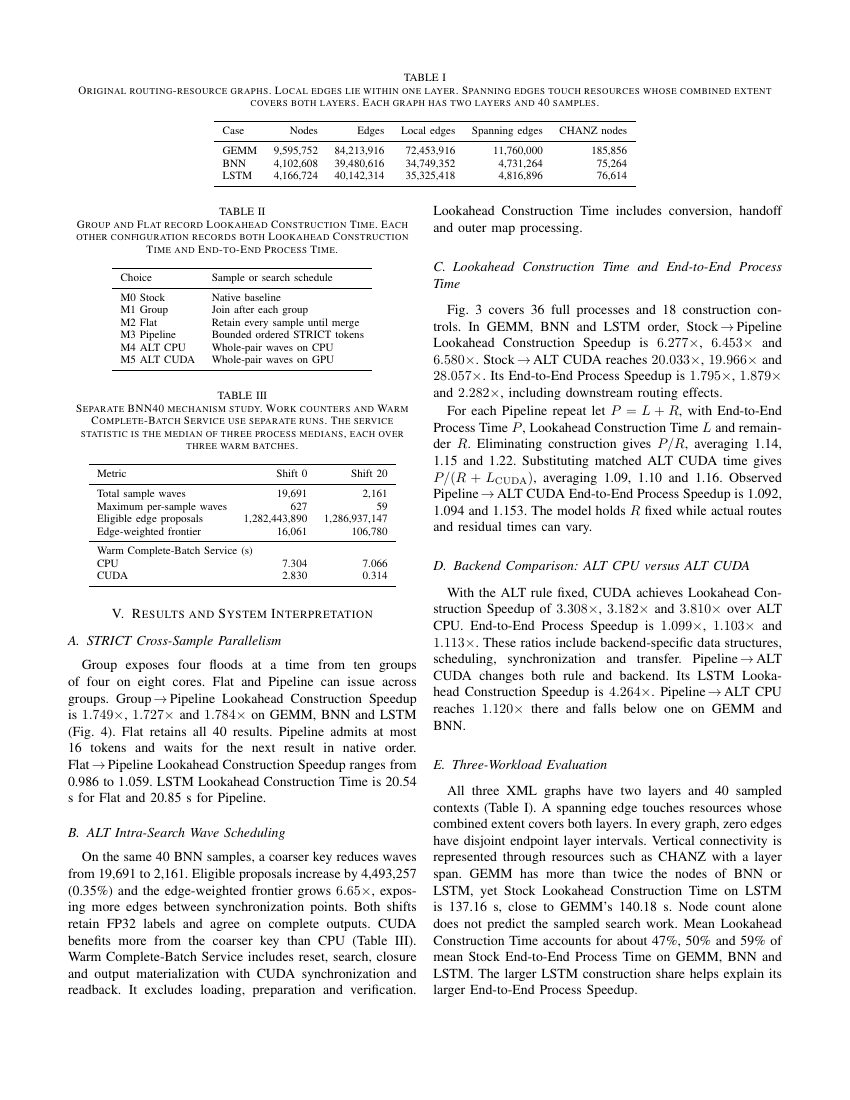 TABLE I
ORIGINAL ROUTING-RESOURCE GRAPHS. LOCAL EDGES LIE WITHIN ONE LAYER. SPANNING EDGES TOUCH RESOURCES WHOSE COMBINED EXTENT
COVERS BOTH LAYERS. EACH GRAPH HAS TWO LAYERS AND 40 SAMPLES.
Case Nodes Edges Local edges Spanning edges CHANZ nodes
GEMM 9,595,752 84,213,916 72,453,916 11,760,000 185,856
BNN 4,102,608 39,480,616 34,749,352 4,731,264 75,264
LSTM 4,166,724 40,142,314 35,325,418 4,816,896 76,614
TABLE II
GROUP AND FLAT RECORD LOOKAHEAD CONSTRUCTION TIME. EACH
OTHER CONFIGURATION RECORDS BOTH LOOKAHEAD CONSTRUCTION
TIME AND END-TO-END PROCESS TIME.
Choice Sample or search schedule
M0 Stock Native baseline
M1 Group Join after each group
M2 Flat Retain every sample until merge
M3 Pipeline Bounded ordered STRICT tokens
M4 ALT CPU Whole-pair waves on CPU
M5 ALT CUDA Whole-pair waves on GPU
TABLE III
SEPARATE BNN40 MECHANISM STUDY. WORK COUNTERS AND WARM
COMPLETE-BATCH SERVICE USE SEPARATE RUNS. THE SERVICE
STATISTIC IS THE MEDIAN OF THREE PROCESS MEDIANS, EACH OVER
THREE WARM BATCHES.
Metric Shift 0 Shift 20
Total sample waves 19,691 2,161
Maximum per-sample waves 627 59
Eligible edge proposals 1,282,443,890 1,286,937,147
Edge-weighted frontier 16,061 106,780
Warm Complete-Batch Service (s)
CPU 7.304 7.066
CUDA 2.830 0.314
V. RESULTS AND SYSTEM INTERPRETATION
A. STRICT Cross-Sample Parallelism
Group exposes four floods at a time from ten groups
of four on eight cores. Flat and Pipeline can issue across
groups. Group→Pipeline Lookahead Construction Speedup
is 1.749×, 1.727× and 1.784× on GEMM, BNN and LSTM
(Fig. 4). Flat retains all 40 results. Pipeline admits at most
16 tokens and waits for the next result in native order.
Flat→Pipeline Lookahead Construction Speedup ranges from
0.986 to 1.059. LSTM Lookahead Construction Time is 20.54
s for Flat and 20.85 s for Pipeline.
B. ALT Intra-Search Wave Scheduling
On the same 40 BNN samples, a coarser key reduces waves
from 19,691 to 2,161. Eligible proposals increase by 4,493,257
(0.35%) and the edge-weighted frontier grows 6.65×, expos-
ing more edges between synchronization points. Both shifts
retain FP32 labels and agree on complete outputs. CUDA
benefits more from the coarser key than CPU (Table III).
Warm Complete-Batch Service includes reset, search, closure
and output materialization with CUDA synchronization and
readback. It excludes loading, preparation and verification.
Lookahead Construction Time includes conversion, handoff
and outer map processing.
C. Lookahead Construction Time and End-to-End Process
Time
Fig. 3 covers 36 full processes and 18 construction con-
trols. In GEMM, BNN and LSTM order, Stock→Pipeline
Lookahead Construction Speedup is 6.277×, 6.453× and
6.580×. Stock→ALT CUDA reaches 20.033×, 19.966× and
28.057×. Its End-to-End Process Speedup is 1.795×, 1.879×
and 2.282×, including downstream routing effects.
For each Pipeline repeat let P = L + R, with End-to-End
Process Time P, Lookahead Construction Time L and remain-
der R. Eliminating construction gives P/R, averaging 1.14,
1.15 and 1.22. Substituting matched ALT CUDA time gives
P/(R + L_CUDA), averaging 1.09, 1.10 and 1.16. Observed
Pipeline→ALT CUDA End-to-End Process Speedup is 1.092,
1.094 and 1.153. The model holds R fixed while actual routes
and residual times can vary.
D. Backend Comparison: ALT CPU versus ALT CUDA
With the ALT rule fixed, CUDA achieves Lookahead Con-
struction Speedup of 3.308×, 3.182× and 3.810× over ALT
CPU. End-to-End Process Speedup is 1.099×, 1.103× and
1.113×. These ratios include backend-specific data structures,
scheduling, synchronization and transfer. Pipeline→ALT
CUDA changes both rule and backend. Its LSTM Looka-
head Construction Speedup is 4.264×. Pipeline→ALT CPU
reaches 1.120× there and falls below one on GEMM and
BNN.
E. Three-Workload Evaluation
All three XML graphs have two layers and 40 sampled
contexts (Table I). A spanning edge touches resources whose
combined extent covers both layers. In every graph, zero edges
have disjoint endpoint layer intervals. Vertical connectivity is
represented through resources such as CHANZ with a layer
span. GEMM has more than twice the nodes of BNN or
LSTM, yet Stock Lookahead Construction Time on LSTM
is 137.16 s, close to GEMM's 140.18 s. Node count alone
does not predict the sampled search work. Mean Lookahead
Construction Time accounts for about 47%, 50% and 59% of
mean Stock End-to-End Process Time on GEMM, BNN and
LSTM. The larger LSTM construction share helps explain its
larger End-to-End Process Speedup.